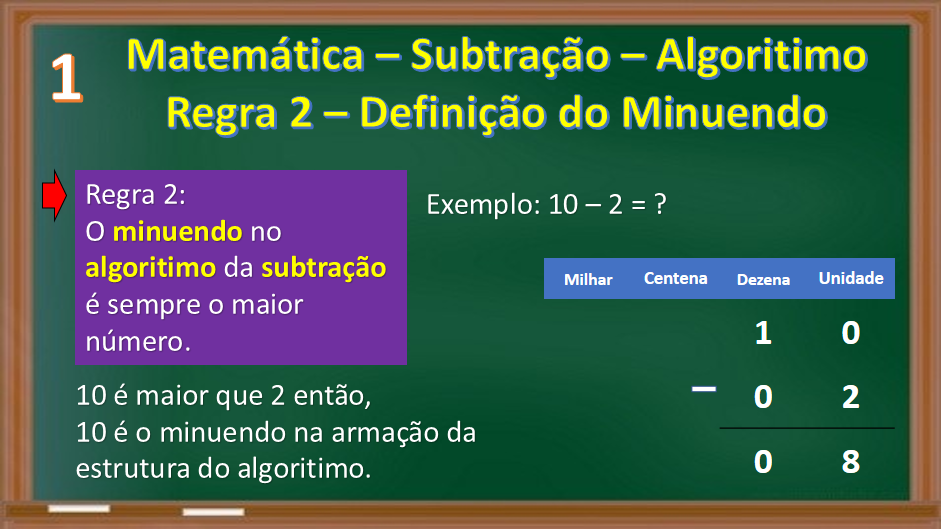 1
Matemática – Subtração – Algoritimo
Regra 2 – Definição do Minuendo
Regra 2:
O minuendo no
algoritimo da subtração
é sempre o maior
número.
10 é maior que 2 então,
10 é o minuendo na armação da
estrutura do algoritimo.
Exemplo: 10 – 2 = ?
Milhar Centena Dezena Unidade
1 0
– 0 2
0 8